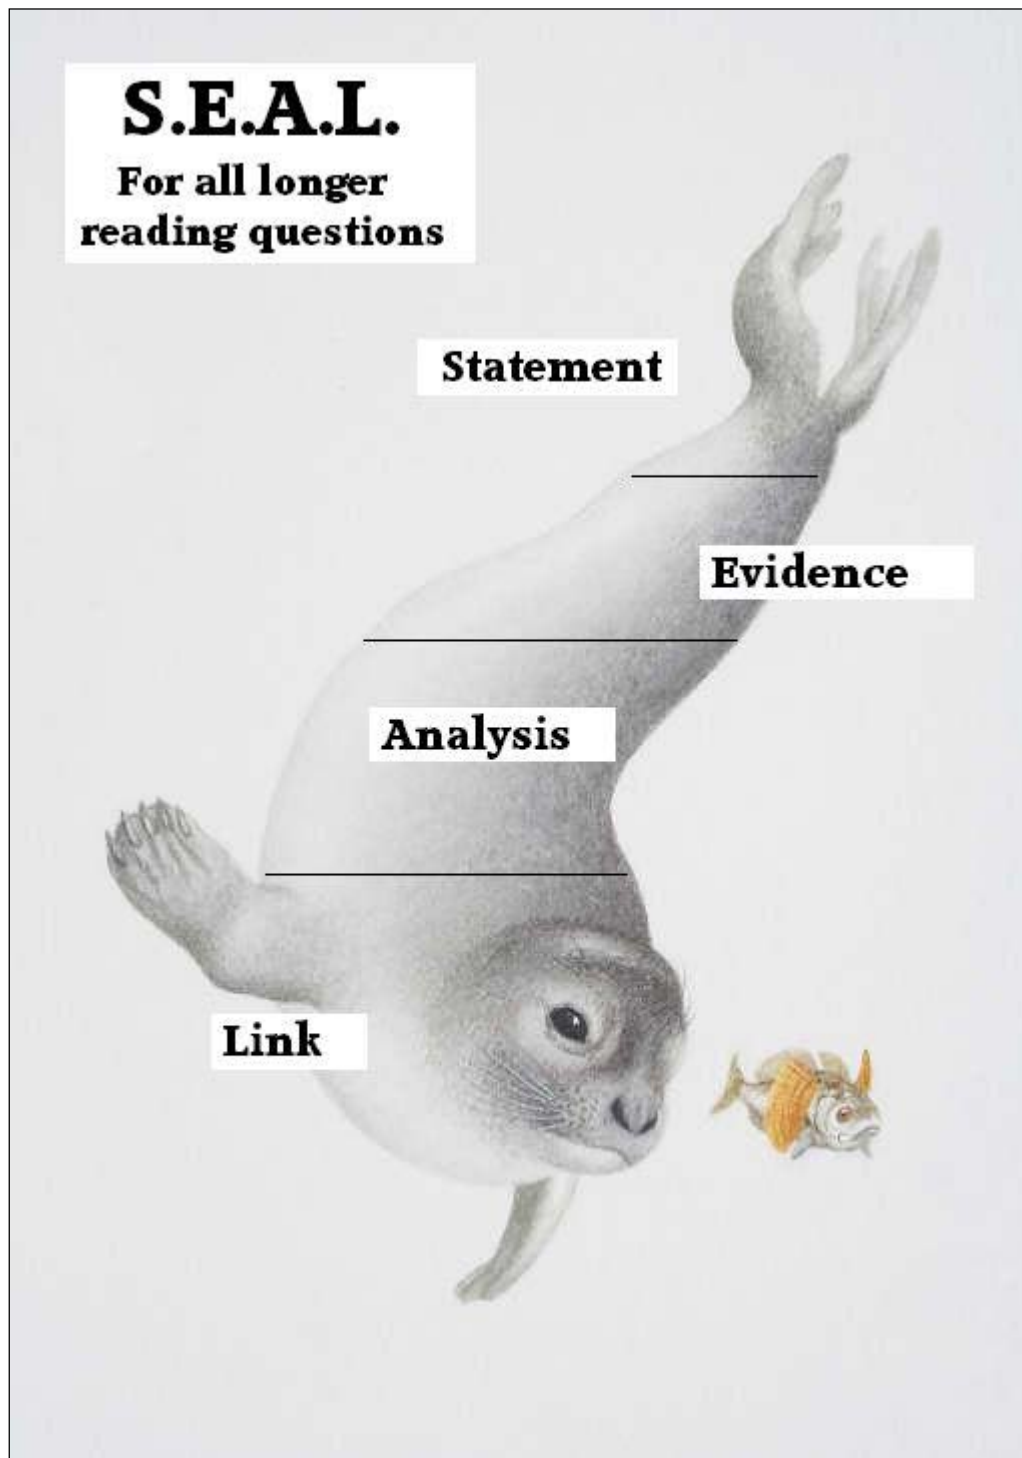 S.E.A.L.
For all longer
reading questions
Statement
Evidence
Analysis
Link